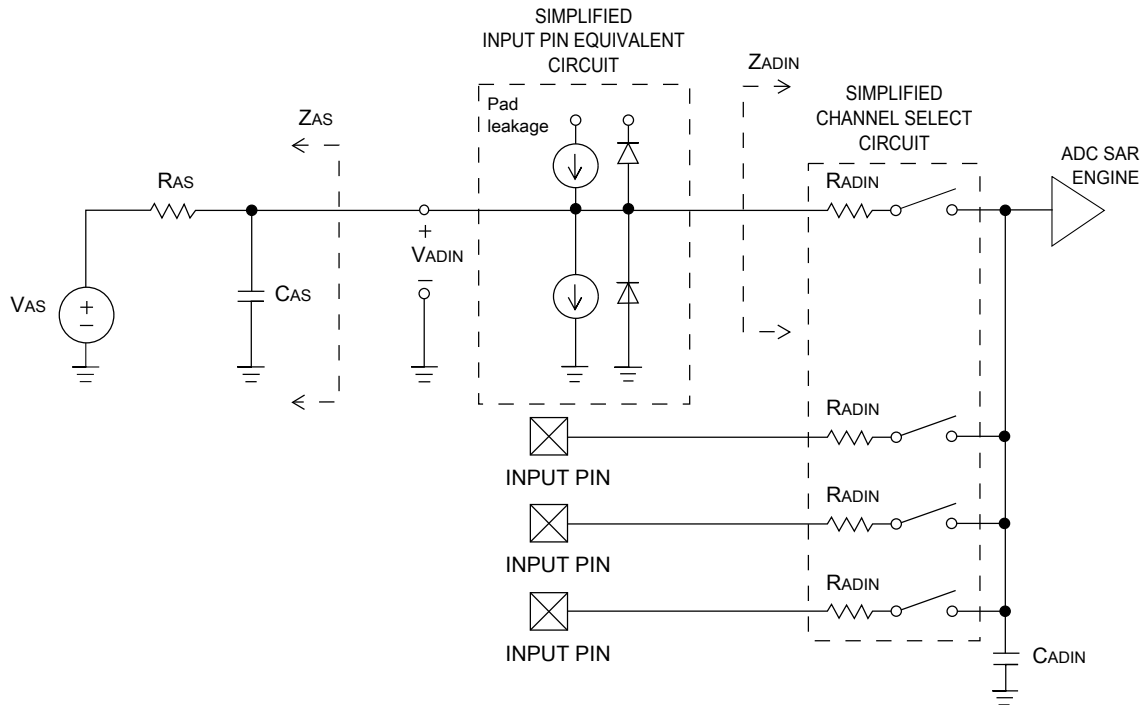 SIMPLIFIED
INPUT PIN EQUIVALENT
CIRCUIT
Pad
leakage
ZAS
RAS
VAS
+
-
CAS
+
VADIN
-
ZADIN
SIMPLIFIED
CHANNEL SELECT
CIRCUIT
RADIN
ADC SAR
ENGINE
RADIN
INPUT PIN
RADIN
INPUT PIN
RADIN
INPUT PIN
CADIN